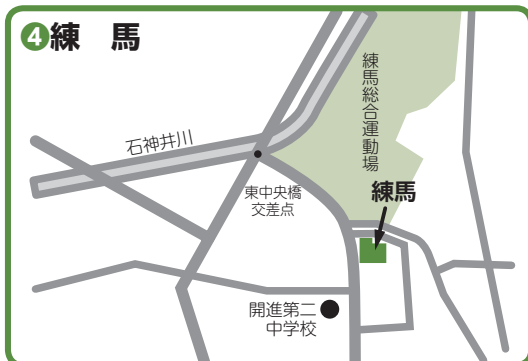 ❹練 馬
練馬総合運動場
石神井川
練馬
東中央橋
交差点
開進第二
中学校